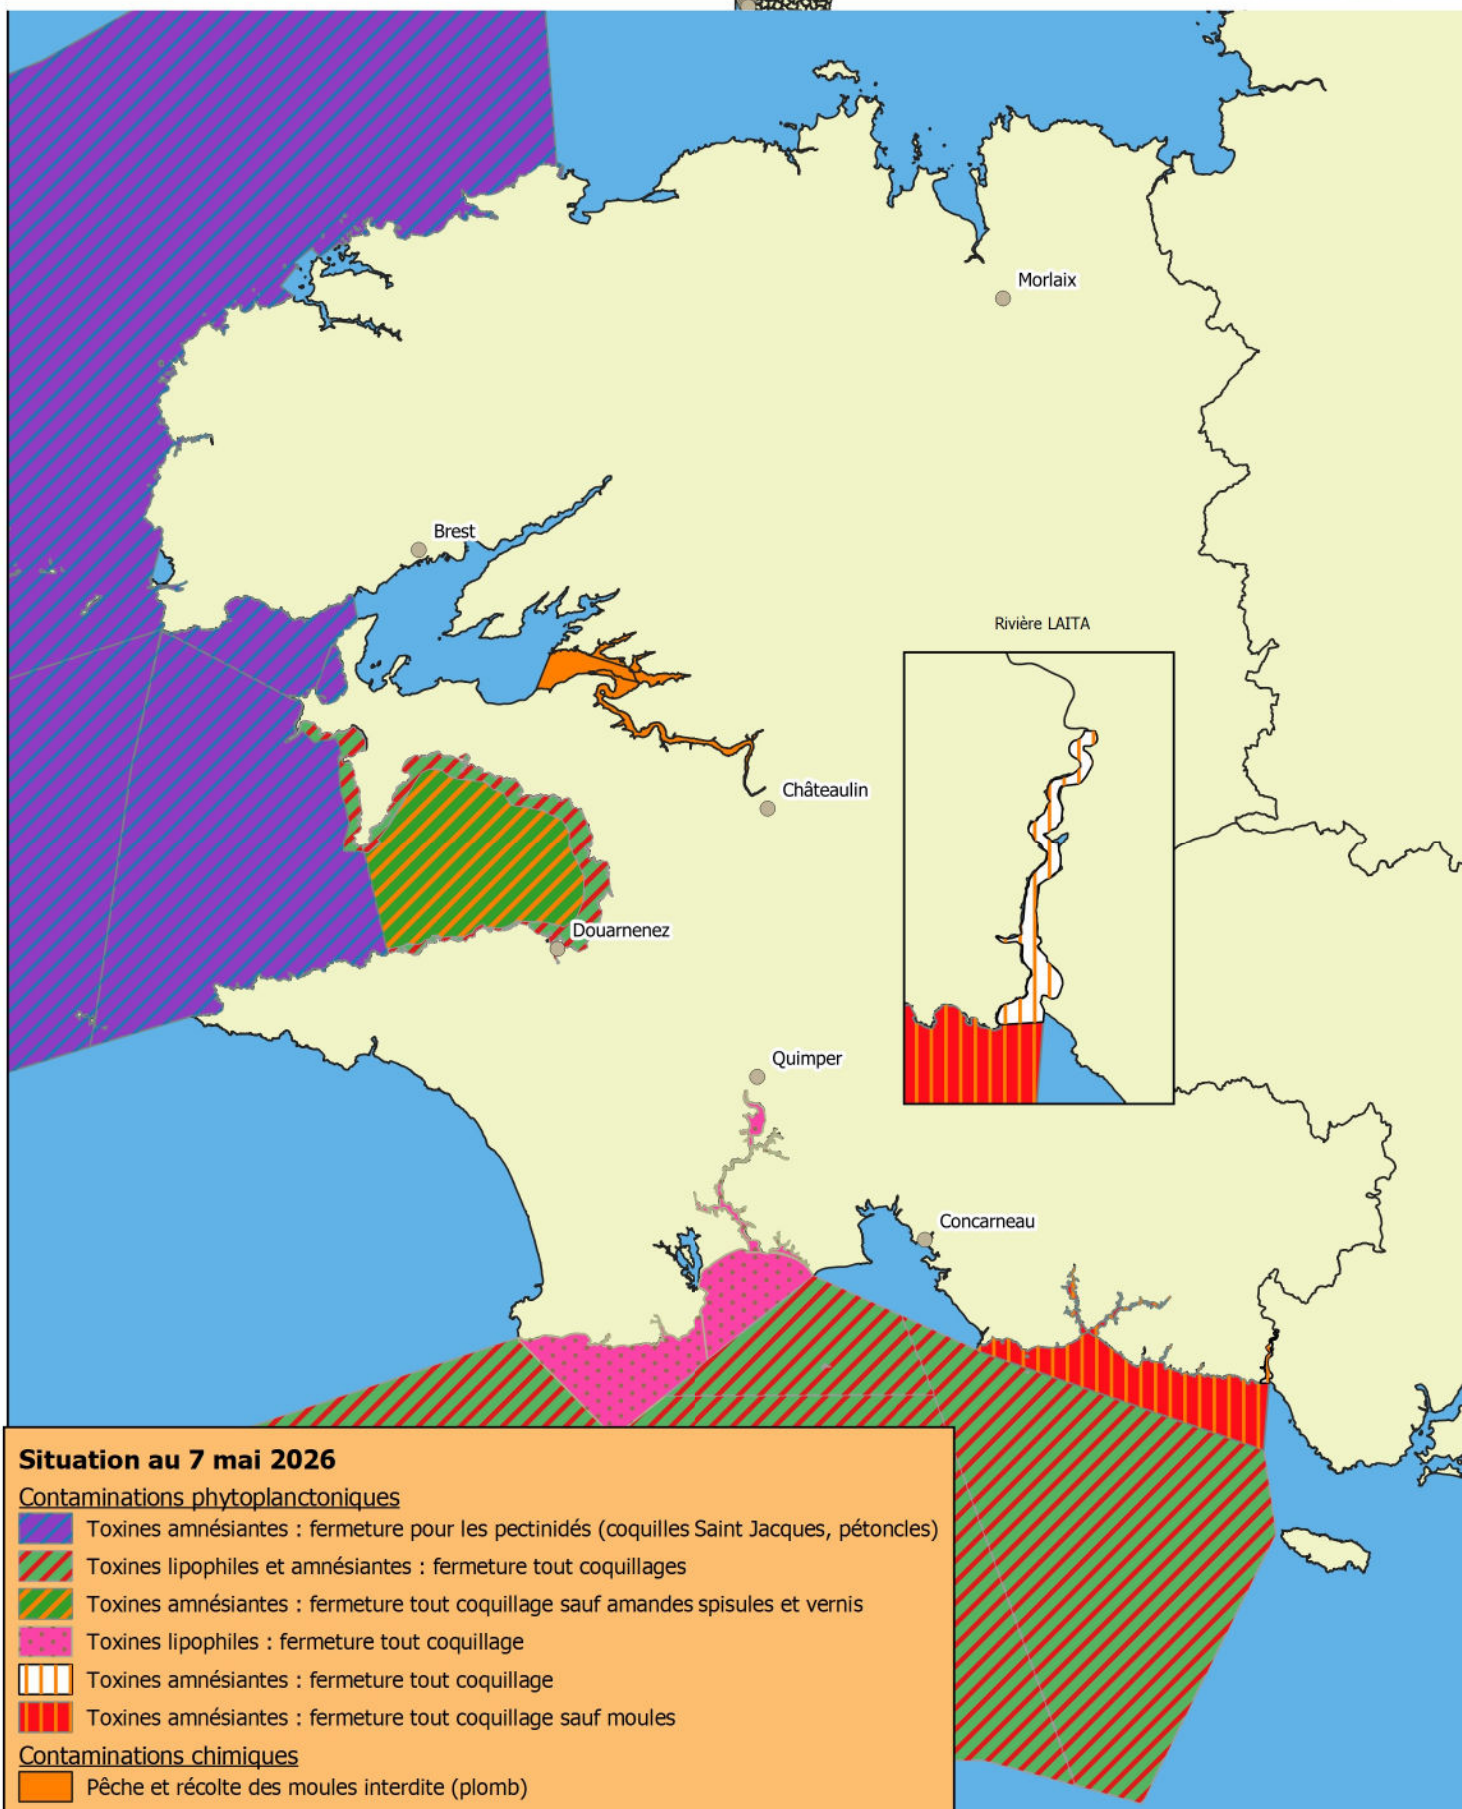 Morlaix
Brest
Rivière LAITA
Châteaulin
Douarnenez
Quimper
Concarneau
Situation au 7 mai 2026
Contaminations phytoplanctoniques
Toxines amnésiantes : fermeture pour les pectinidés (coquilles Saint Jacques, pétoncles)
Toxines lipophiles et amnésiantes : fermeture tout coquillages
Toxines amnésiantes : fermeture tout coquillage sauf amandes spisules et vernis
Toxines lipophiles : fermeture tout coquillage
Toxines amnésiantes : fermeture tout coquillage
Toxines amnésiantes : fermeture tout coquillage sauf moules
Contaminations chimiques
Pêche et récolte des moules interdite (plomb)